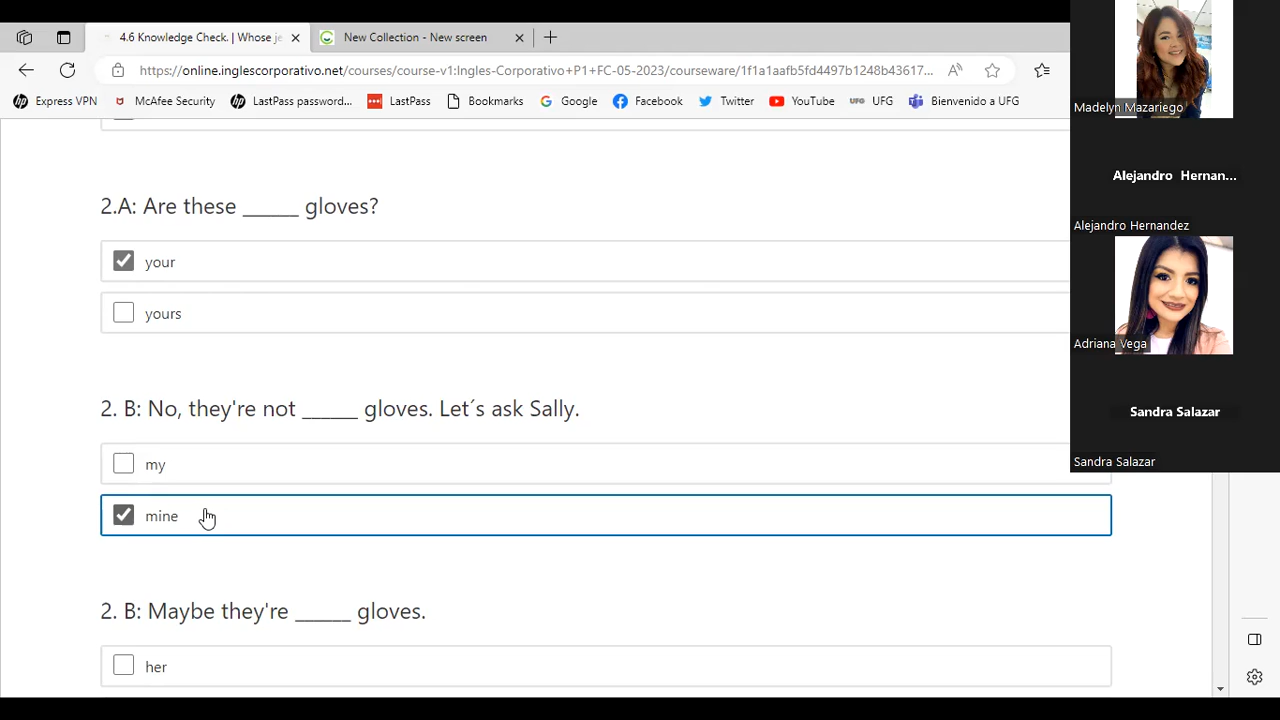 4.6 Knowledge Check. | Whose je
New Collection - New screen
https://online.inglescorporativo.net/courses/course-v1:Ingles-Corporativo+P1+FC-05-2023/courseware/1f1a1aafb5fd4497b1248b43617...
Express VPN
McAfee Security
LastPass password...
LastPass
Bookmarks
Google
Facebook
Twitter
YouTube
UFG
UFG
Bienvenido a UFG
Madelyn Mazariego
Alejandro Hernan...
Alejandro Hernandez
Adriana Vega
Sandra Salazar
Sandra Salazar
2.A: Are these ______ gloves?
your
yours
2. B: No, they're not ______ gloves. Let´s ask Sally.
my
mine
2. B: Maybe they're ______ gloves.
her